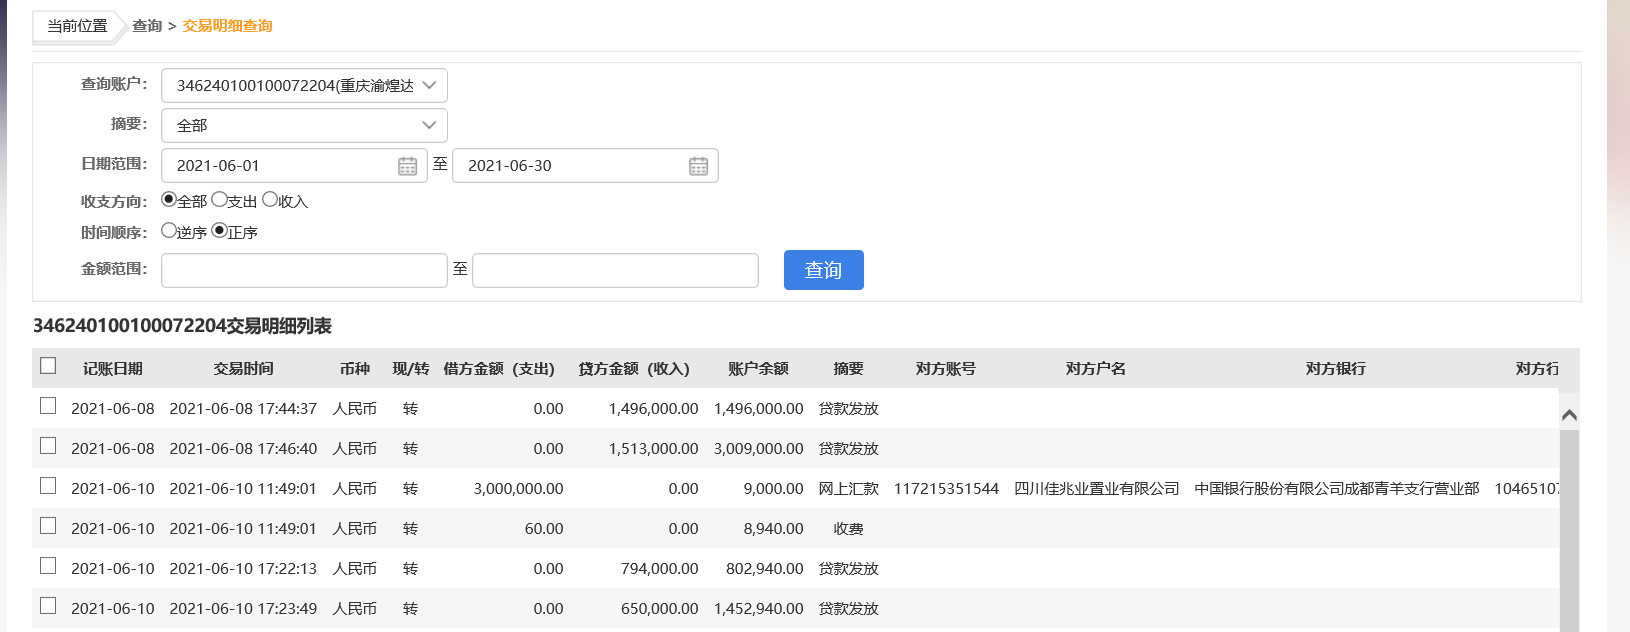 当前位置 查询 > 交易明细查询
查询账户: 346240100100072204(重庆渝煌达
摘要: 全部
日期范围: 2021-06-01 至 2021-06-30
收支方向: 全部 支出 收入
时间顺序: 逆序 正序
金额范围: 至 查询
346240100100072204交易明细列表
记账日期 交易时间 币种 现/转 借方金额（支出） 贷方金额（收入） 账户余额 摘要 对方账号 对方户名 对方银行 对方行
2021-06-08 2021-06-08 17:44:37 人民币 转 0.00 1,496,000.00 1,496,000.00 贷款发放
2021-06-08 2021-06-08 17:46:40 人民币 转 0.00 1,513,000.00 3,009,000.00 贷款发放
2021-06-10 2021-06-10 11:49:01 人民币 转 3,000,000.00 0.00 9,000.00 网上汇款 117215351544 四川佳兆业置业有限公司 中国银行股份有限公司成都青羊支行营业部 10465107
2021-06-10 2021-06-10 11:49:01 人民币 转 60.00 0.00 8,940.00 收费
2021-06-10 2021-06-10 17:22:13 人民币 转 0.00 794,000.00 802,940.00 贷款发放
2021-06-10 2021-06-10 17:23:49 人民币 转 0.00 650,000.00 1,452,940.00 贷款发放